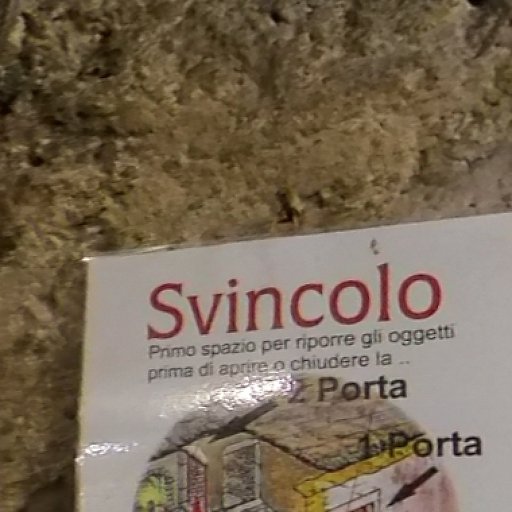 Svincolo
Primo spazio per riporre gli oggetti
prima di aprire o chiudere la ..
2 Porta
1 Porta